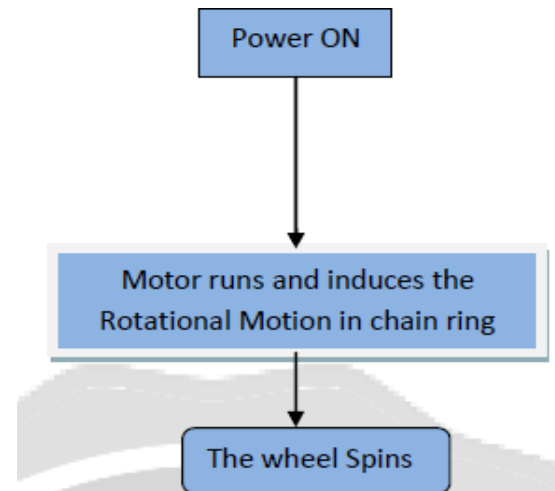 Power ON
Motor runs and induces the
Rotational Motion in chain ring
The wheel Spins